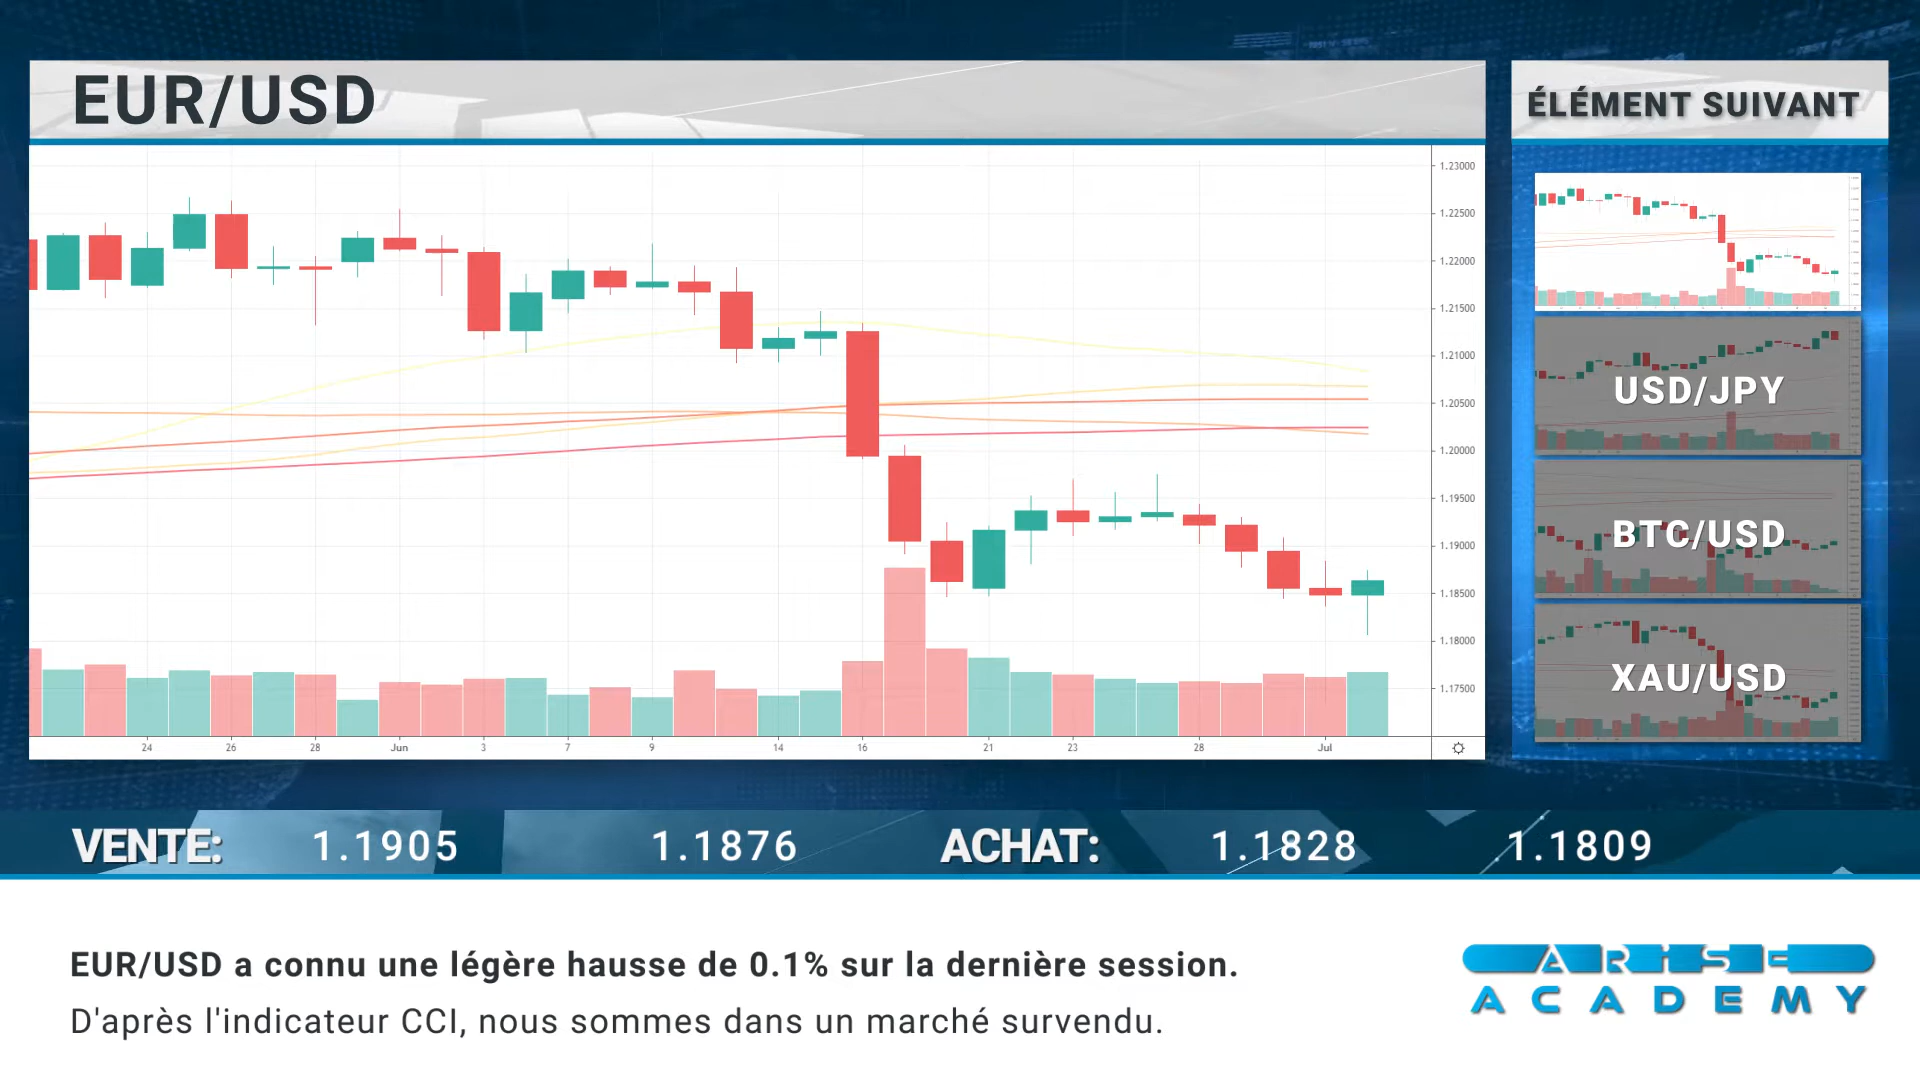 EUR/USD
ÉLÉMENT SUIVANT
1.23000
1.22500
1.22000
1.21500
1.21000
1.20500
1.20000
1.19500
1.19000
1.18500
1.18000
1.17500
24 26 28 Jun 3 7 9 14 16 21 23 28 Jul
USD/JPY
BTC/USD
XAU/USD
VENTE: 1.1905 1.1876 ACHAT: 1.1828 1.1809
EUR/USD a connu une légère hausse de 0.1% sur la dernière session.
D'après l'indicateur CCI, nous sommes dans un marché survendu.
ARISE
ACADEMY